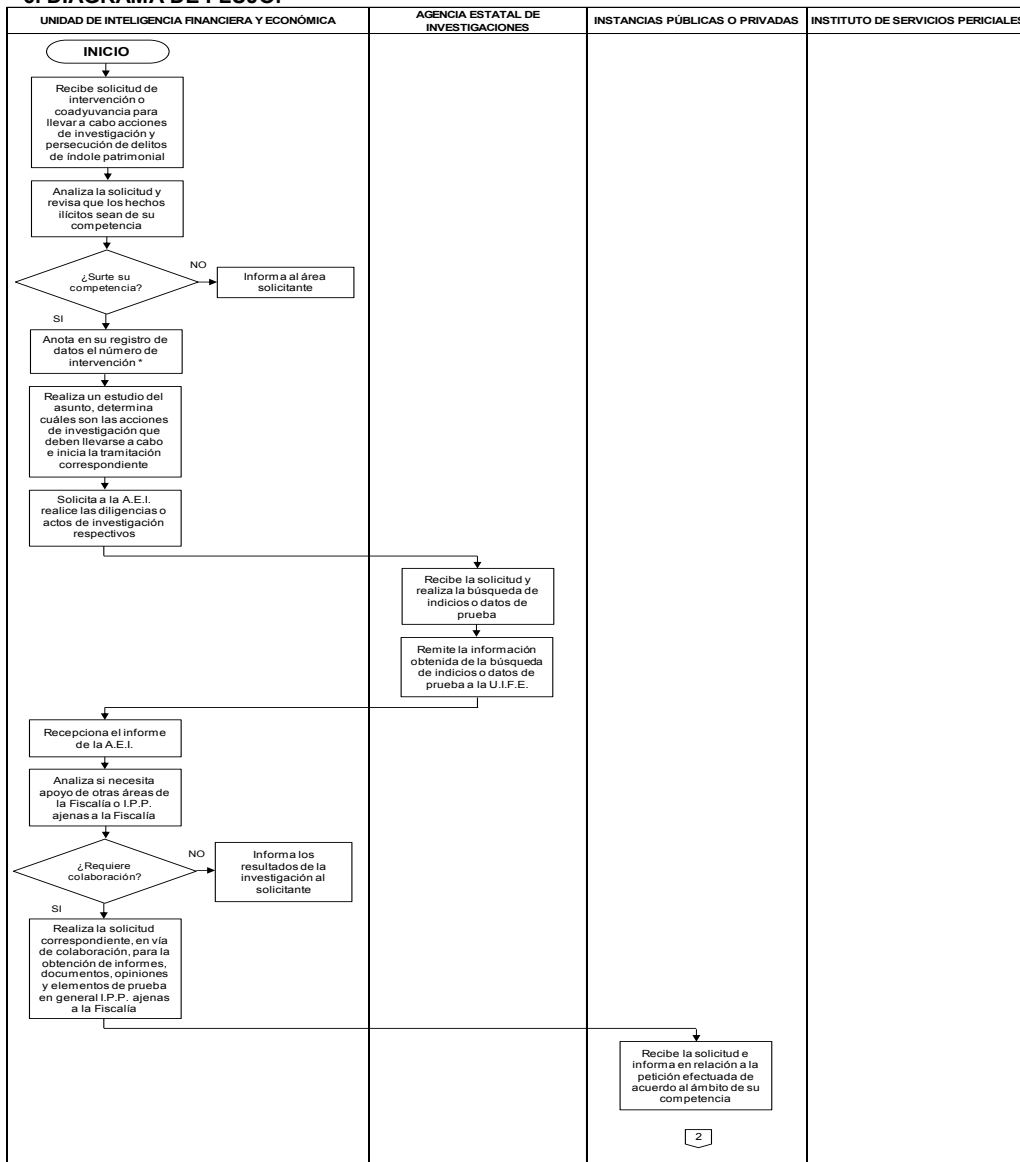 UNIDAD DE INTELIGENCIA FINANCIERA Y ECONÓMICA
AGENCIA ESTATAL DE
INVESTIGACIONES
INSTANCIAS PÚBLICAS O PRIVADAS
INSTITUTO DE SERVICIOS PERICIALES
INICIO
Recibe solicitud de
intervención o
coadyuvancia para
llevar a cabo acciones
de investigación y
persecución de delitos
de índole patrimonial
Analiza la solicitud y
revisa que los hechos
ilícitos sean de su
competencia
¿Surte su
competencia?
NO
Informa al área
solicitante
SI
Anota en su registro de
datos el número de
intervención *
Realiza un estudio del
asunto, determina
cuáles son las acciones
de investigación que
deben llevarse a cabo
e inicia la tramitación
correspondiente
Solicita a la A.E.I.
realice las diligencias o
actos de investigación
respectivos
Recibe la solicitud y
realiza la búsqueda de
indicios o datos de
prueba
Remite la información
obtenida de la búsqueda
de indicios o datos de
prueba a la U.I.F.E.
Recepciona el informe
de la A.E.I.
Analiza si necesita
apoyo de otras áreas de
la Fiscalía o I.P.P.
ajenas a la Fiscalía
¿Requiere
colaboración?
NO
Informa los
resultados de la
investigación al
solicitante
SI
Realiza la solicitud
correspondiente, en vía
de colaboración, para la
obtención de informes,
documentos, opiniones
y elementos de prueba
en general I.P.P. ajenas
a la Fiscalía
Recibe la solicitud e
informa en relación a la
petición efectuada de
acuerdo al ámbito de su
competencia
2